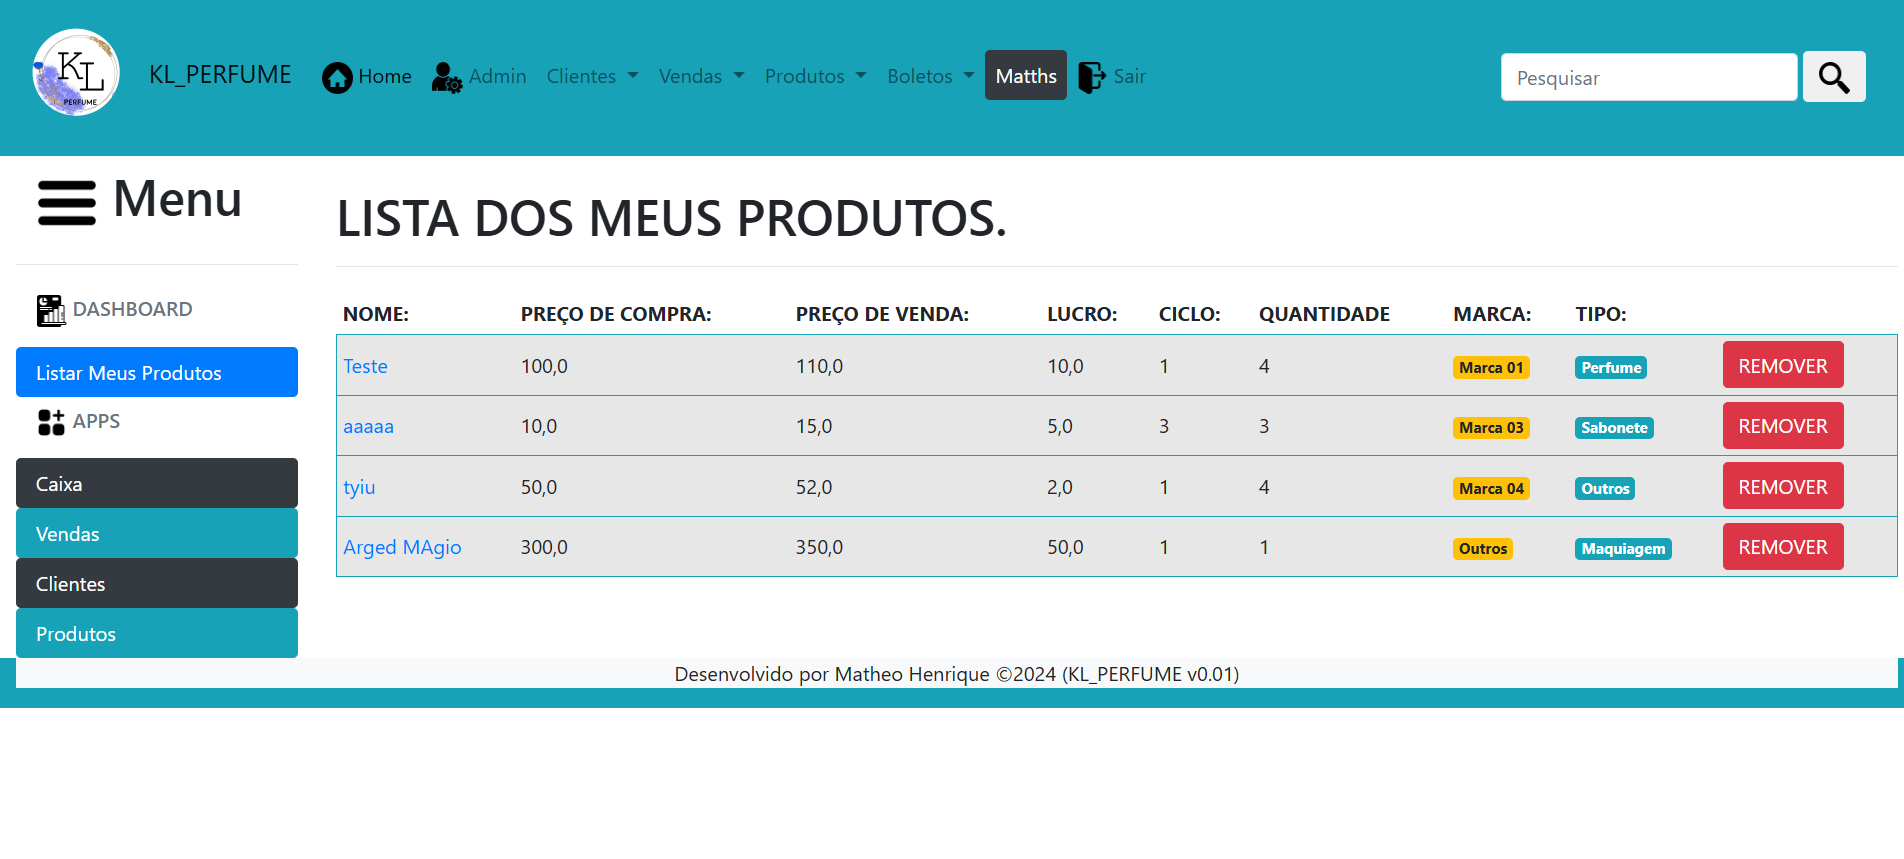 KL PERFUME
KL_PERFUME Home Admin Clientes Vendas Produtos Boletos Matths Sair Pesquisar
Menu
LISTA DOS MEUS PRODUTOS.
DASHBOARD
Listar Meus Produtos
APPS
Caixa
Vendas
Clientes
Produtos
NOME: PREÇO DE COMPRA: PREÇO DE VENDA: LUCRO: CICLO: QUANTIDADE MARCA: TIPO:
Teste 100,0 110,0 10,0 1 4 Marca 01 Perfume REMOVER
aaaaa 10,0 15,0 5,0 3 3 Marca 03 Sabonete REMOVER
tyiu 50,0 52,0 2,0 1 4 Marca 04 Outros REMOVER
Arged MAgio 300,0 350,0 50,0 1 1 Outros Maquiagem REMOVER
Desenvolvido por Matheo Henrique ©2024 (KL_PERFUME v0.01)